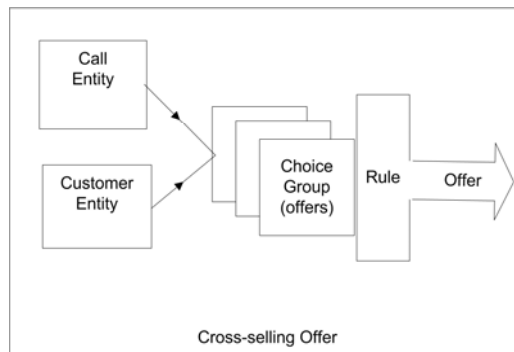 Call
Entity
Customer
Entity
Choice
Group
(offers)
Rule
Offer
Cross-selling Offer